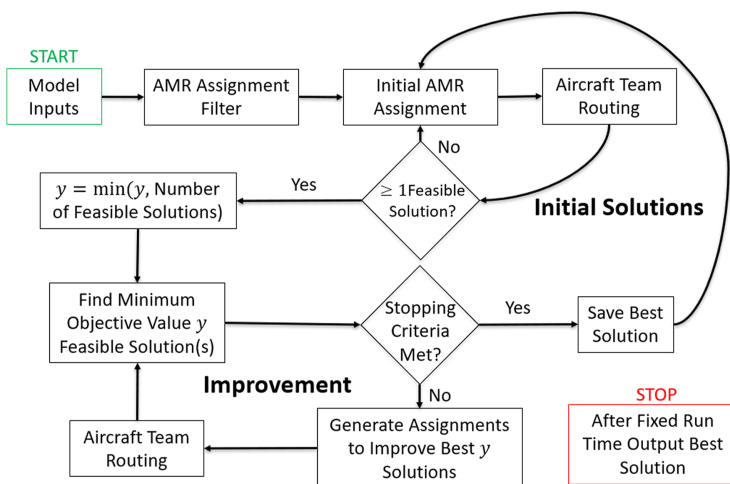 START
Model
Inputs
AMR Assignment
Filter
Initial AMR
Assignment
Aircraft Team
Routing
No
≥ 1Feasible
Solution?
Yes
y = min(y, Number
of Feasible Solutions)
Initial Solutions
Find Minimum
Objective Value y
Feasible Solution(s)
Stopping
Criteria
Met?
Yes
Save Best
Solution
Improvement
No
Generate Assignments
to Improve Best y
Solutions
Aircraft Team
Routing
STOP
After Fixed Run
Time Output Best
Solution